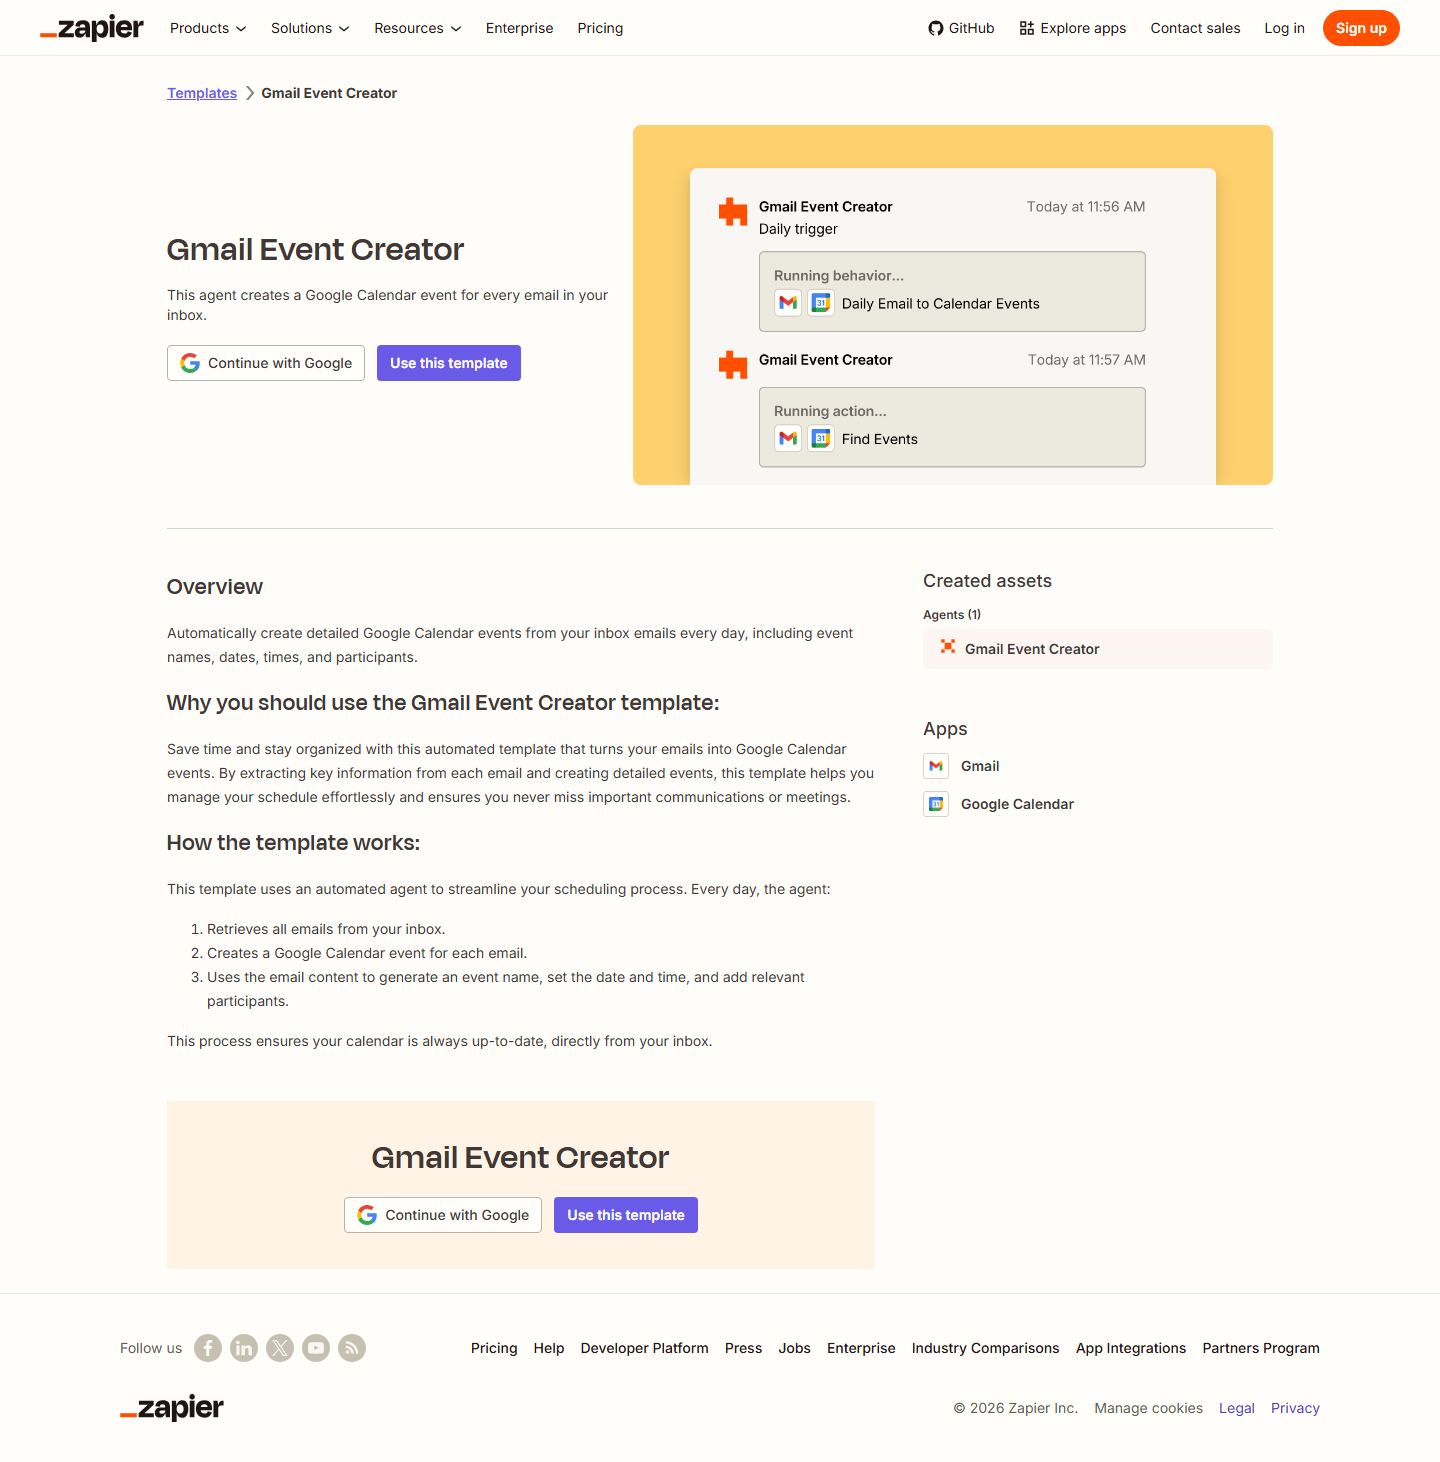 zapier
Products
Solutions
Resources
Enterprise
Pricing
GitHub
Explore apps
Contact sales
Log in
Sign up
Templates
Gmail Event Creator
Gmail Event Creator
This agent creates a Google Calendar event for every email in your
inbox.
Continue with Google
Use this template
Gmail Event Creator
Today at 11:56 AM
Daily trigger
Running behavior...
31
Daily Email to Calendar Events
Gmail Event Creator
Today at 11:57 AM
Running action...
31
Find Events
Overview
Automatically create detailed Google Calendar events from your inbox emails every day, including event
names, dates, times, and participants.
Why you should use the Gmail Event Creator template:
Save time and stay organized with this automated template that turns your emails into Google Calendar
events. By extracting key information from each email and creating detailed events, this template helps you
manage your schedule effortlessly and ensures you never miss important communications or meetings.
How the template works:
This template uses an automated agent to streamline your scheduling process. Every day, the agent:
1. Retrieves all emails from your inbox.
2. Creates a Google Calendar event for each email.
3. Uses the email content to generate an event name, set the date and time, and add relevant
participants.
This process ensures your calendar is always up-to-date, directly from your inbox.
Created assets
Agents (1)
Gmail Event Creator
Apps
Gmail
31
Google Calendar
Gmail Event Creator
Continue with Google
Use this template
Follow us
Pricing
Help
Developer Platform
Press
Jobs
Enterprise
Industry Comparisons
App Integrations
Partners Program
zapier
© 2026 Zapier Inc.
Manage cookies
Legal
Privacy